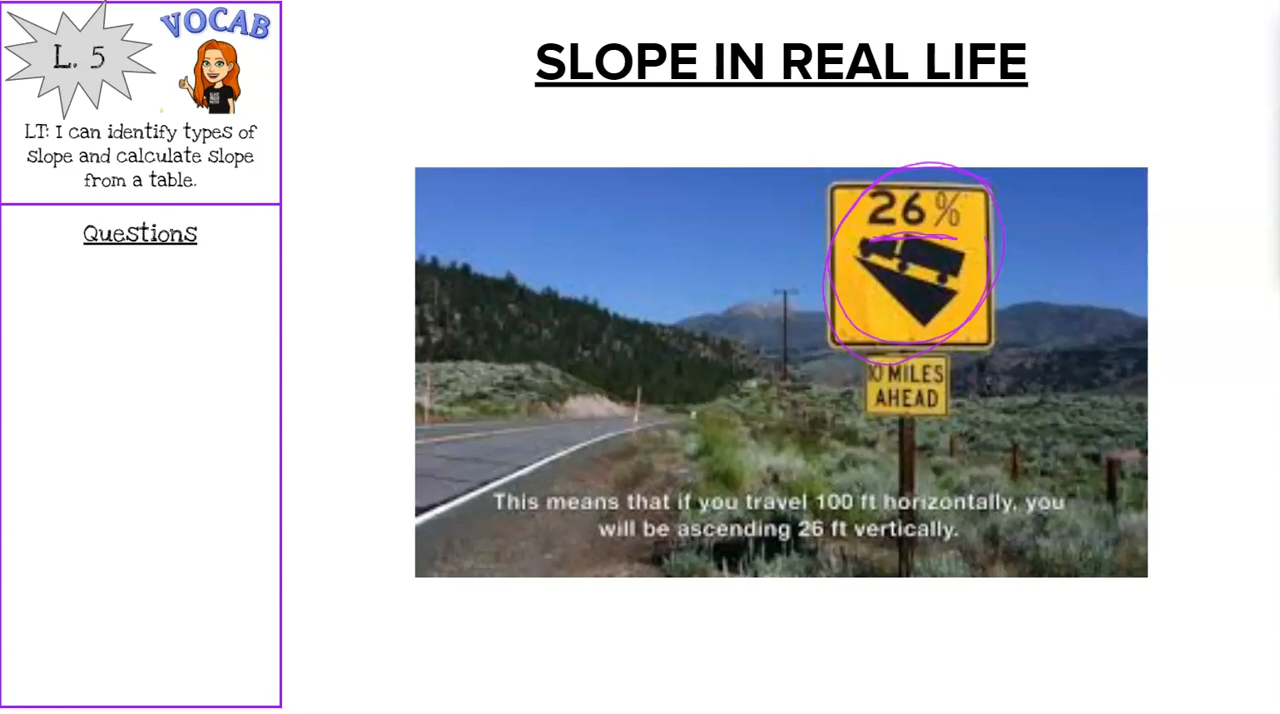 L. 5
VOCAB
LT: I can identify types of
slope and calculate slope
from a table.
Questions
SLOPE IN REAL LIFE
26%
10 MILES
AHEAD
This means that if you travel 100 ft horizontally, you
will be ascending 26 ft vertically.